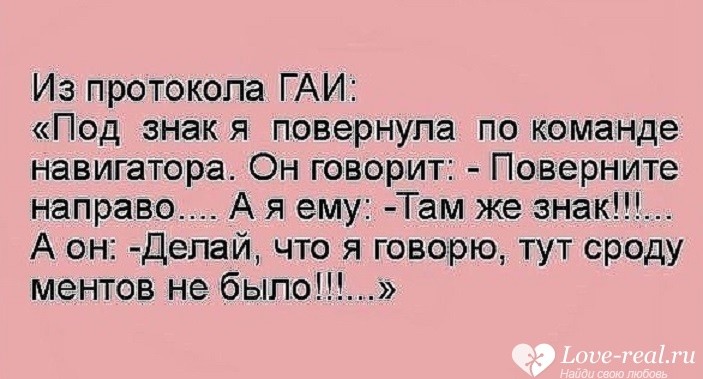 Из протокола ГАИ:
«Под знак я повернула по команде
навигатора. Он говорит: - Поверните
направо.... А я ему: -Там же знак!!!...
А он: -Делай, что я говорю, тут сроду
ментов не было!!!...»
Love-real.ru
Найди свою любовь